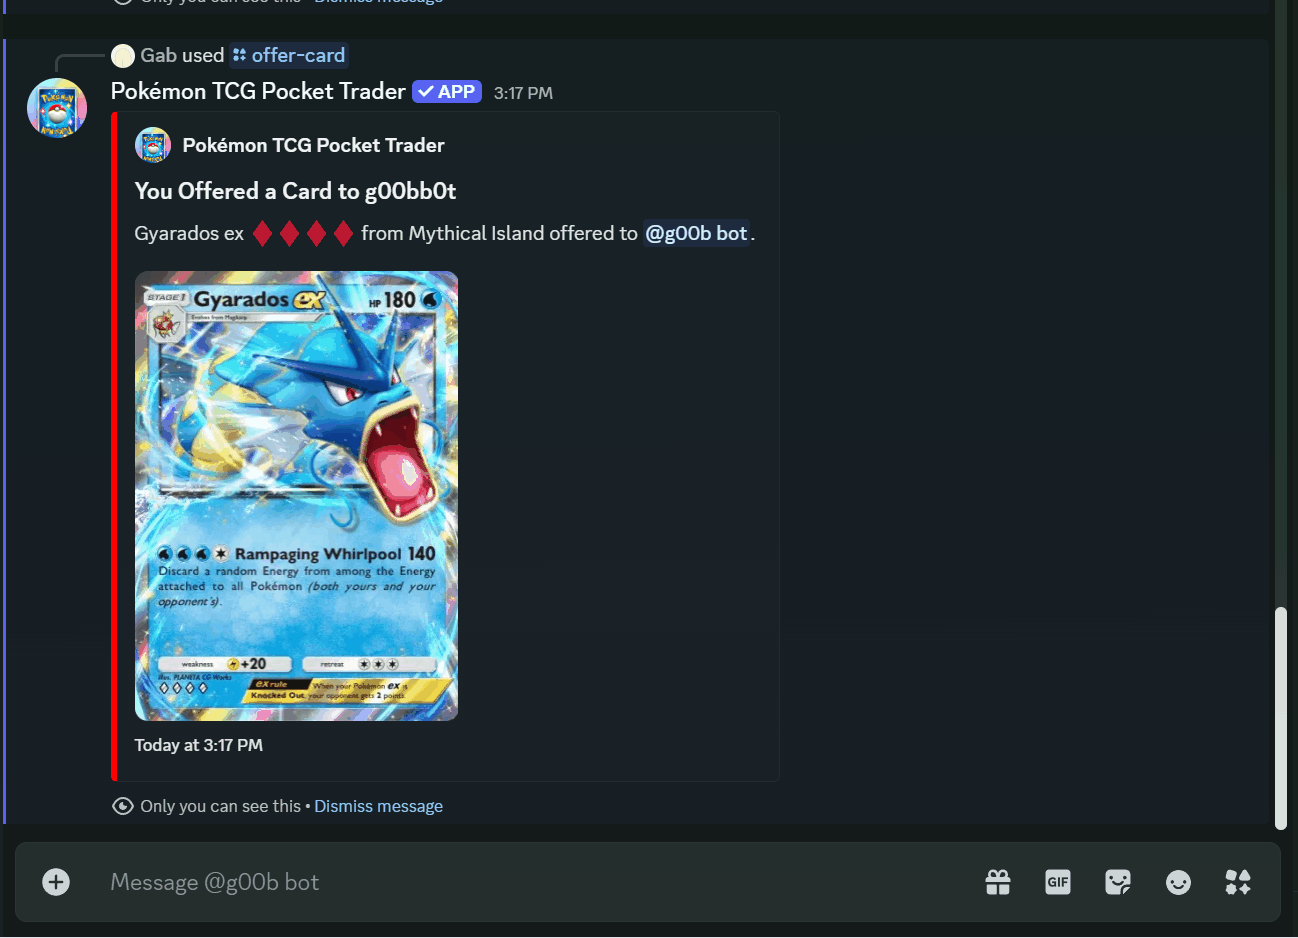 Only you can see this • Dismiss message
Gab used offer-card
Pokémon TCG Pocket Trader APP 3:17 PM
Pokémon TCG Pocket Trader
You Offered a Card to g00bb0t
Gyarados ex ♦ ♦ ♦ ♦ from Mythical Island offered to @g00b bot.
STAGE 1 Gyarados ex HP 180
Evolves from Magikarp
Rampaging Whirlpool 140
Discard a random Energy from among the Energy
attached to all Pokémon (both yours and your
opponent's).
weakness +20 retreat
Illus. PLANETA CG Works
ex rule When your Pokémon ex is
Knocked Out, your opponent gets 2 points.
Today at 3:17 PM
Only you can see this • Dismiss message
Message @g00b bot
GIF